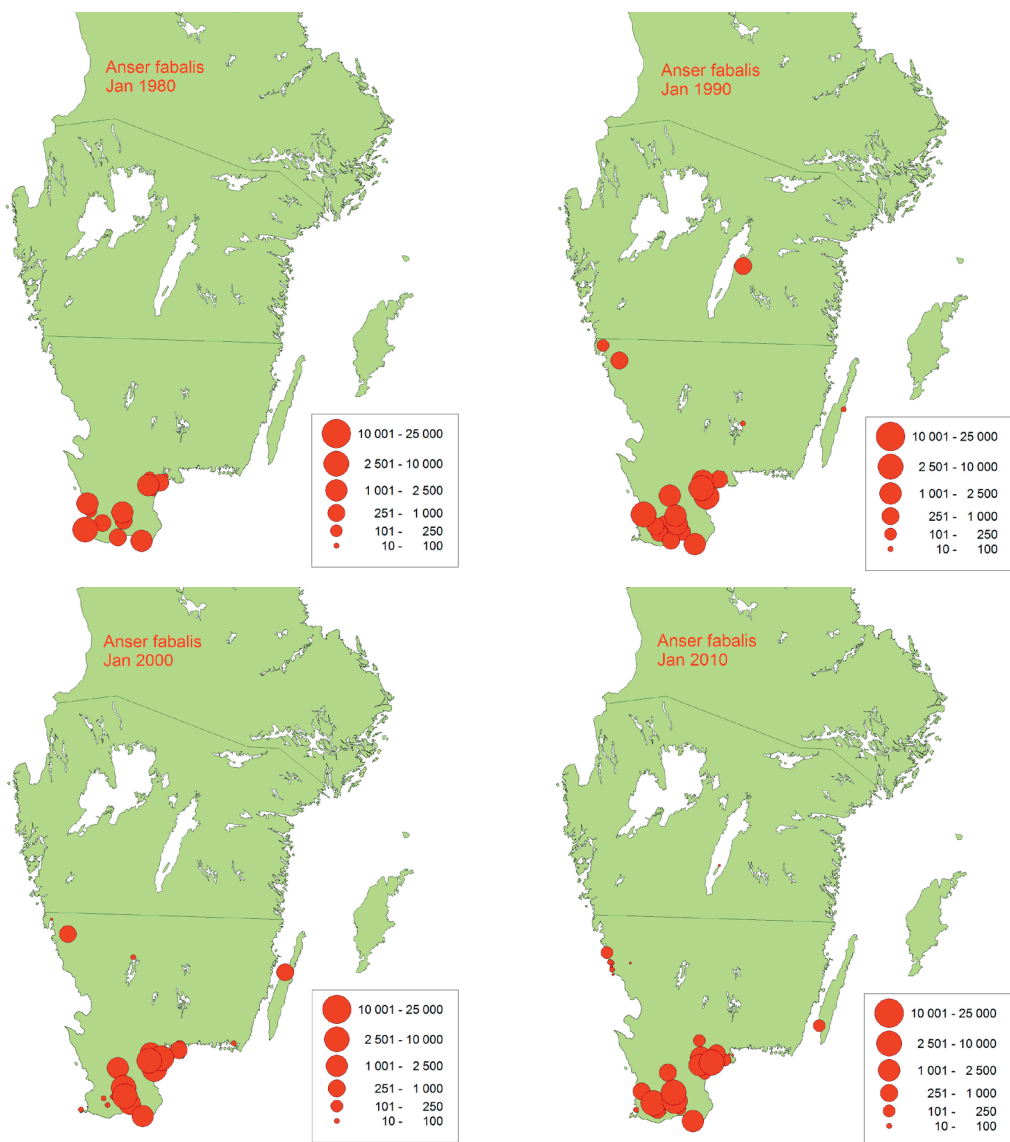 Anser fabalis
Jan 1980
10 001 - 25 000
2 501 - 10 000
1 001 - 2 500
251 - 1 000
101 - 250
10 - 100
Anser fabalis
Jan 1990
10 001 - 25 000
2 501 - 10 000
1 001 - 2 500
251 - 1 000
101 - 250
10 - 100
Anser fabalis
Jan 2000
10 001 - 25 000
2 501 - 10 000
1 001 - 2 500
251 - 1 000
101 - 250
10 - 100
Anser fabalis
Jan 2010
10 001 - 25 000
2 501 - 10 000
1 001 - 2 500
251 - 1 000
101 - 250
10 - 100